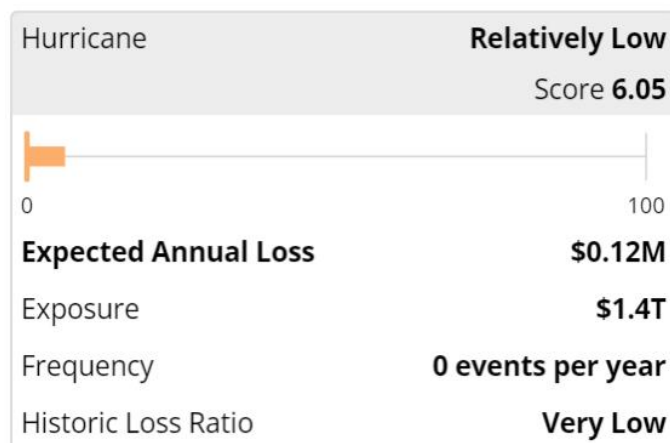 Hurricane Relatively Low
Score 6.05
0 100
Expected Annual Loss $0.12M
Exposure $1.4T
Frequency 0 events per year
Historic Loss Ratio Very Low